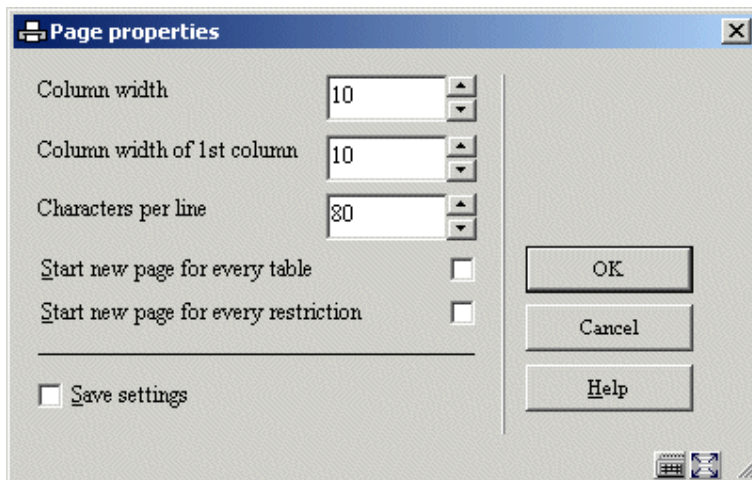 Page properties
Column width 10
Column width of 1st column 10
Characters per line 80
Start new page for every table
Start new page for every restriction
Save settings
OK
Cancel
Help